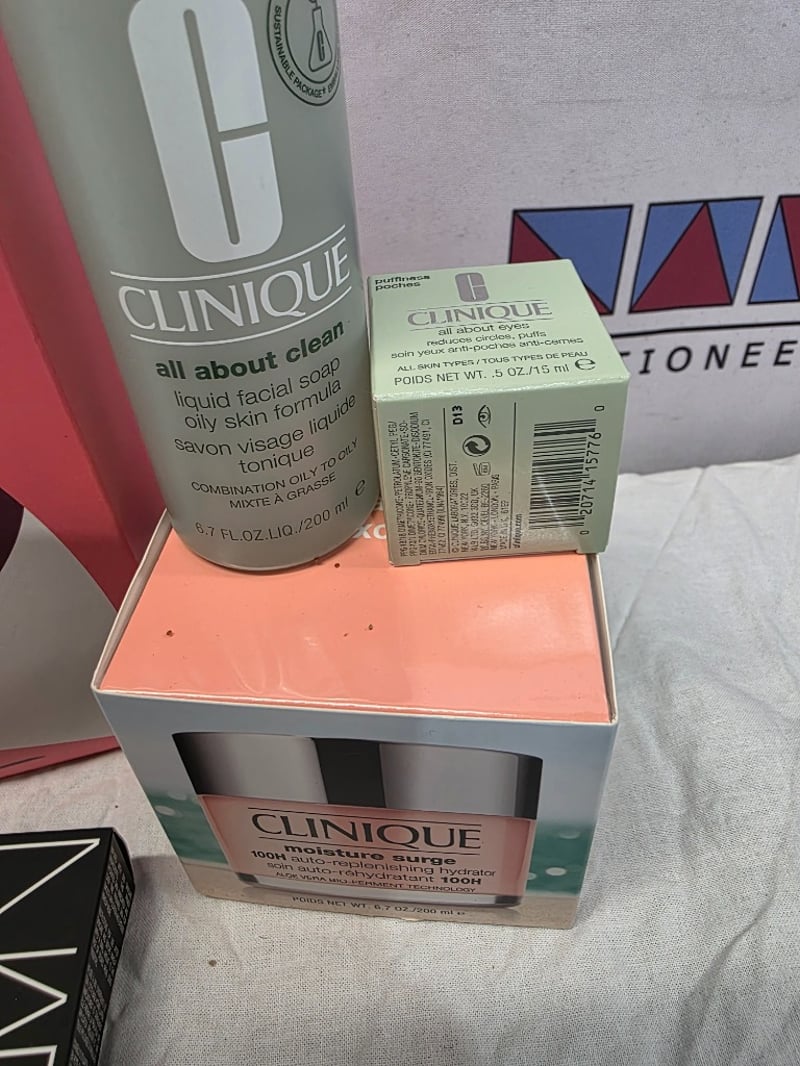 SUSTAINABLE PACKAGE
C
CLINIQUE
all about clean
liquid facial soap
oily skin formula
savon visage liquide
tonique
COMBINATION OILY TO OILY
MIXTE À GRASSE
6.7 FL.OZ.LIQ./200 ml e
puffiness
poches
C
CLINIQUE
all about eyes
reduces circles, puffs
soin yeux anti-poches anti-cernes
ALL SKIN TYPES / TOUS TYPES DE PEAU
POIDS NET WT. .5 OZ./15 ml e
D13
0 20714 15776 0
clinique.com
TIONEE
CLINIQUE
moisture surge
100H auto-replenishing hydrator
soin auto-réhydratant 100H
ALOE VERA BIO-FERMENT TECHNOLOGY
POIDS NET WT. 6.7 OZ./200 ml e